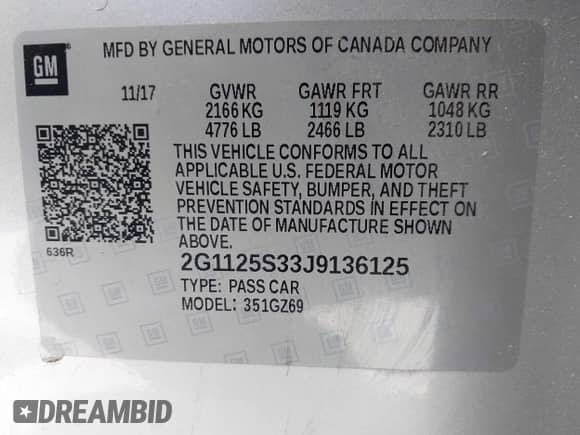 GM
MFD BY GENERAL MOTORS OF CANADA COMPANY
11/17 GVWR GAWR FRT GAWR RR
2166 KG 1119 KG 1048 KG
4776 LB 2466 LB 2310 LB
THIS VEHICLE CONFORMS TO ALL
APPLICABLE U.S. FEDERAL MOTOR
VEHICLE SAFETY, BUMPER, AND THEFT
PREVENTION STANDARDS IN EFFECT ON
THE DATE OF MANUFACTURE SHOWN
ABOVE.
636R
2G1125S33J9136125
TYPE: PASS CAR
MODEL: 351GZ69
DREAMBID